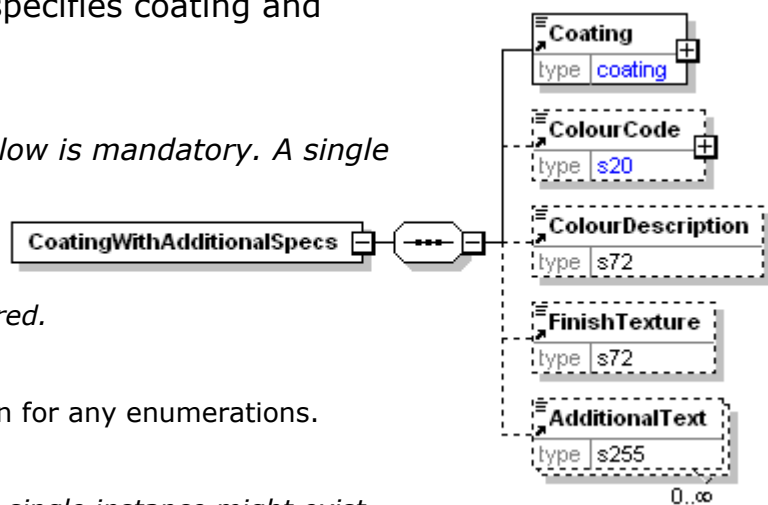 specifies coating and
low is mandatory. A single
red.
n for any enumerations.
single instance might exist
CoatingWithAdditionalSpecs
Coating
type coating
ColourCode
type s20
ColourDescription
type s72
FinishTexture
type s72
AdditionalText
type s255
0..∞